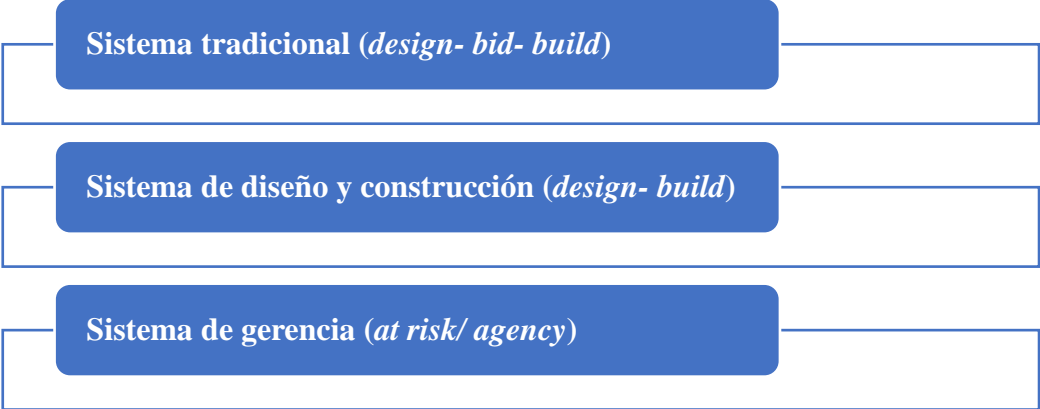 Sistema tradicional (design- bid- build)
Sistema de diseño y construcción (design- build)
Sistema de gerencia (at risk/ agency)